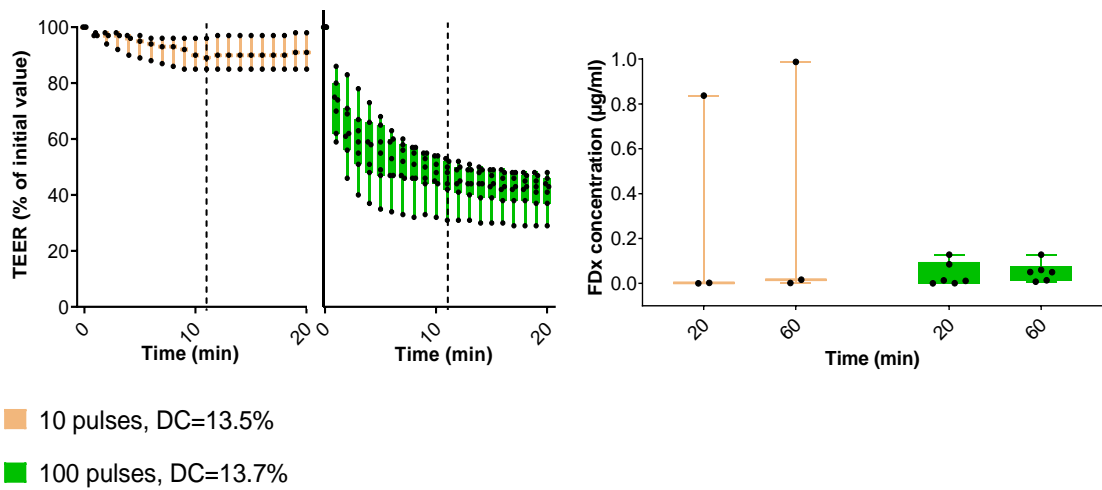 TEER (% of initial value)
100
80
60
40
20
0
0 10 20
Time (min)
0 10 20
Time (min)
FDx concentration (µg/ml)
1.0
0.8
0.6
0.4
0.2
0.0
20 60 20 60
Time (min)
10 pulses, DC=13.5%
100 pulses, DC=13.7%